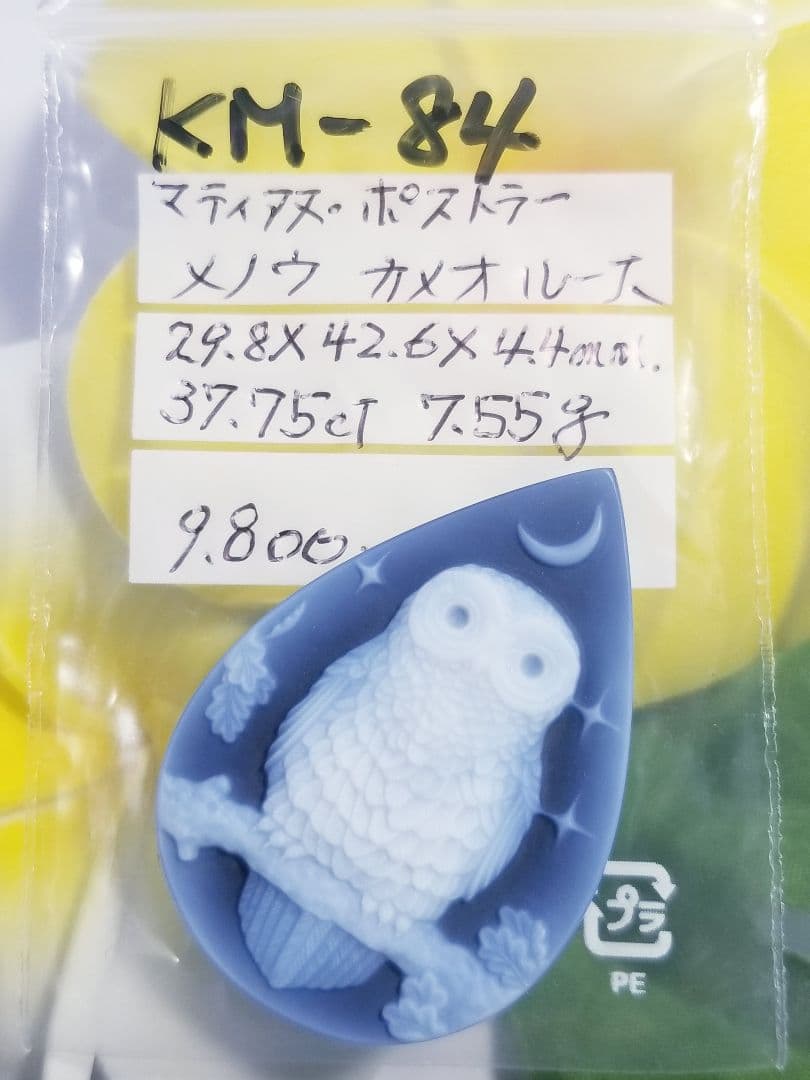 KM-84
マティアス・ポストラー
メノウ カメオルース
29.8X42.6X4.4mm.
37.75cT 7.55g
9.800.
プラ
PE